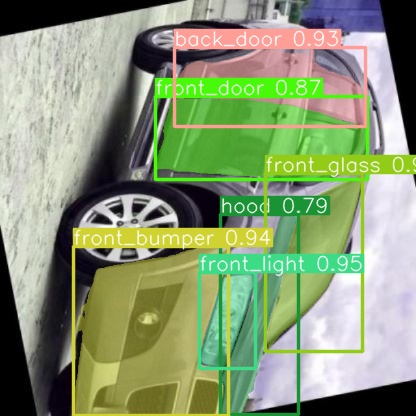 back_door 0.93
front_door 0.87
front_glass 0.9
hood 0.79
front_bumper 0.94
front_light 0.95